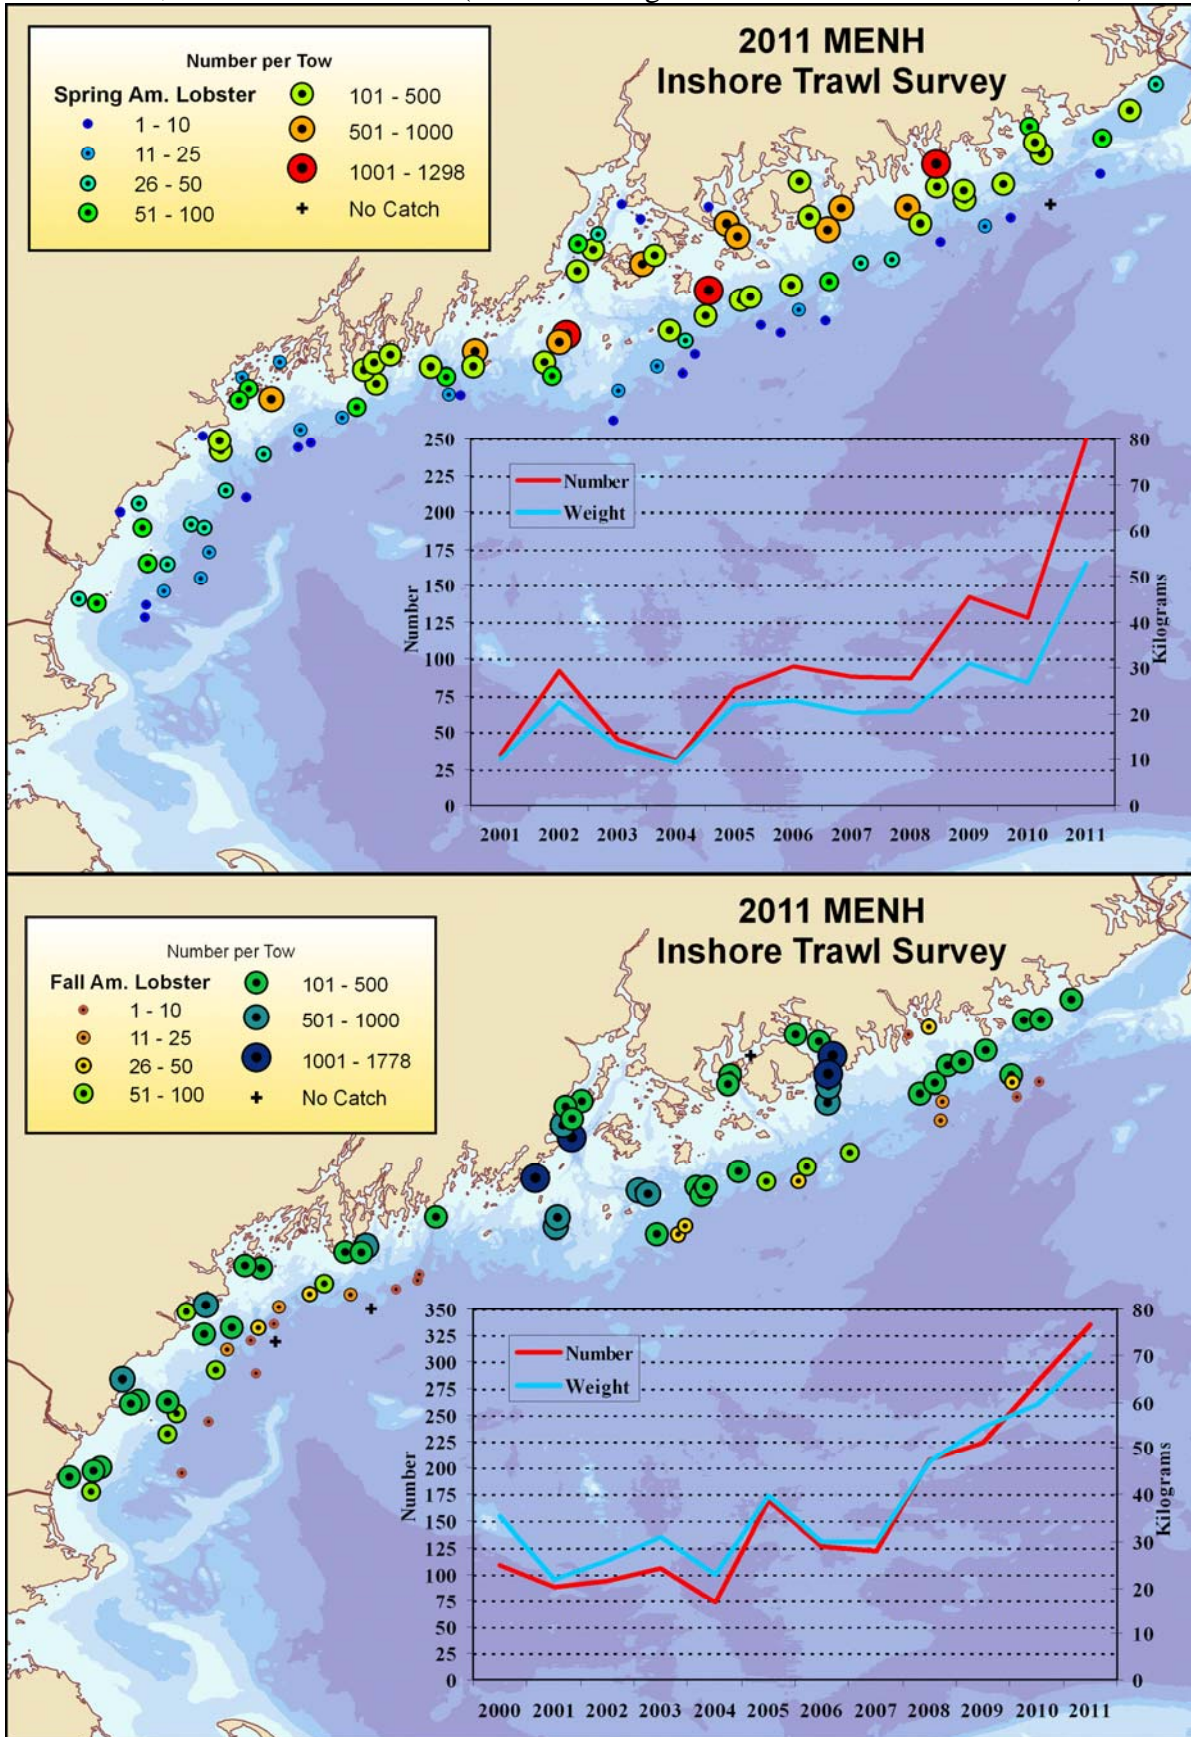 2011 MENH
Inshore Trawl Survey
Number per Tow
Spring Am. Lobster
1 - 10
11 - 25
26 - 50
51 - 100
101 - 500
501 - 1000
1001 - 1298
No Catch
Number
Weight
250
225
200
175
150
125
100
75
50
25
0
Number
80
70
60
50
40
30
20
10
0
Kilograms
2001 2002 2003 2004 2005 2006 2007 2008 2009 2010 2011
2011 MENH
Inshore Trawl Survey
Number per Tow
Fall Am. Lobster
1 - 10
11 - 25
26 - 50
51 - 100
101 - 500
501 - 1000
1001 - 1778
No Catch
Number
Weight
350
325
300
275
250
225
200
175
150
125
100
75
50
25
0
Number
80
70
60
50
40
30
20
10
0
Kilograms
2000 2001 2002 2003 2004 2005 2006 2007 2008 2009 2010 2011